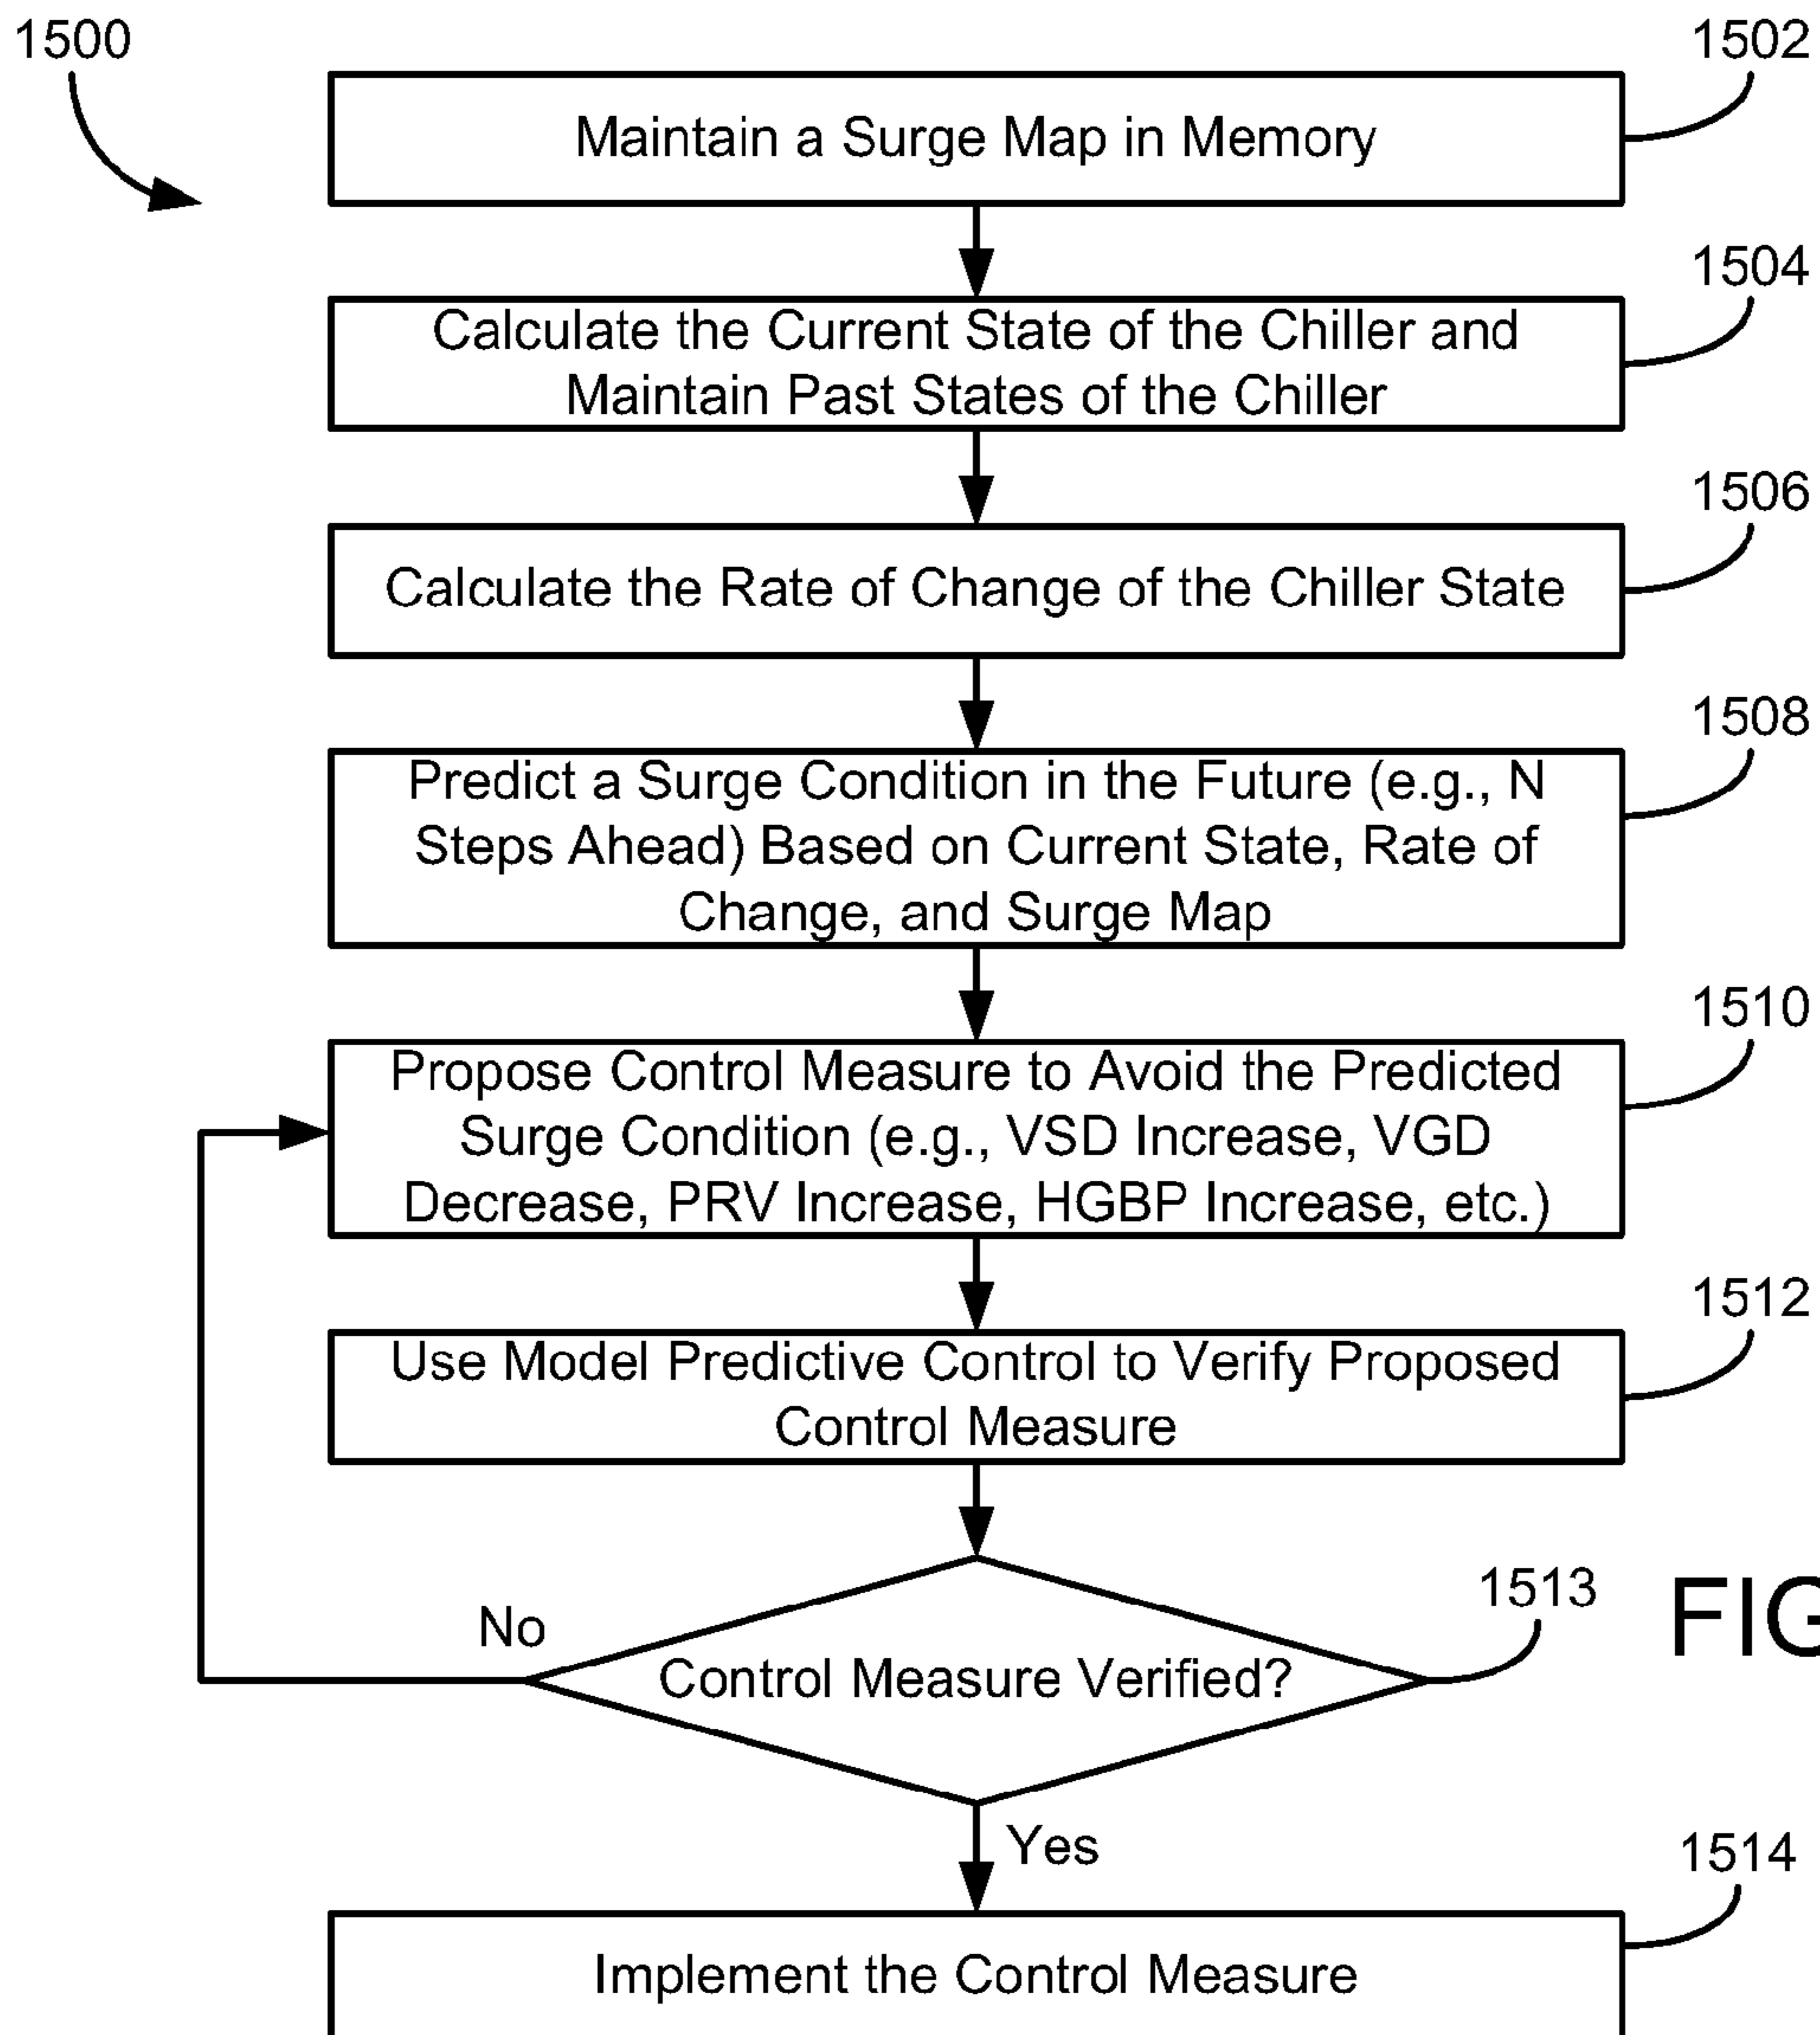 1500
1502
Maintain a Surge Map in Memory
1504
Calculate the Current State of the Chiller and
Maintain Past States of the Chiller
1506
Calculate the Rate of Change of the Chiller State
1508
Predict a Surge Condition in the Future (e.g., N
Steps Ahead) Based on Current State, Rate of
Change, and Surge Map
1510
Propose Control Measure to Avoid the Predicted
Surge Condition (e.g., VSD Increase, VGD
Decrease, PRV Increase, HGBP Increase, etc.)
1512
Use Model Predictive Control to Verify Proposed
Control Measure
1513
FIG
No
Control Measure Verified?
Yes
1514
Implement the Control Measure